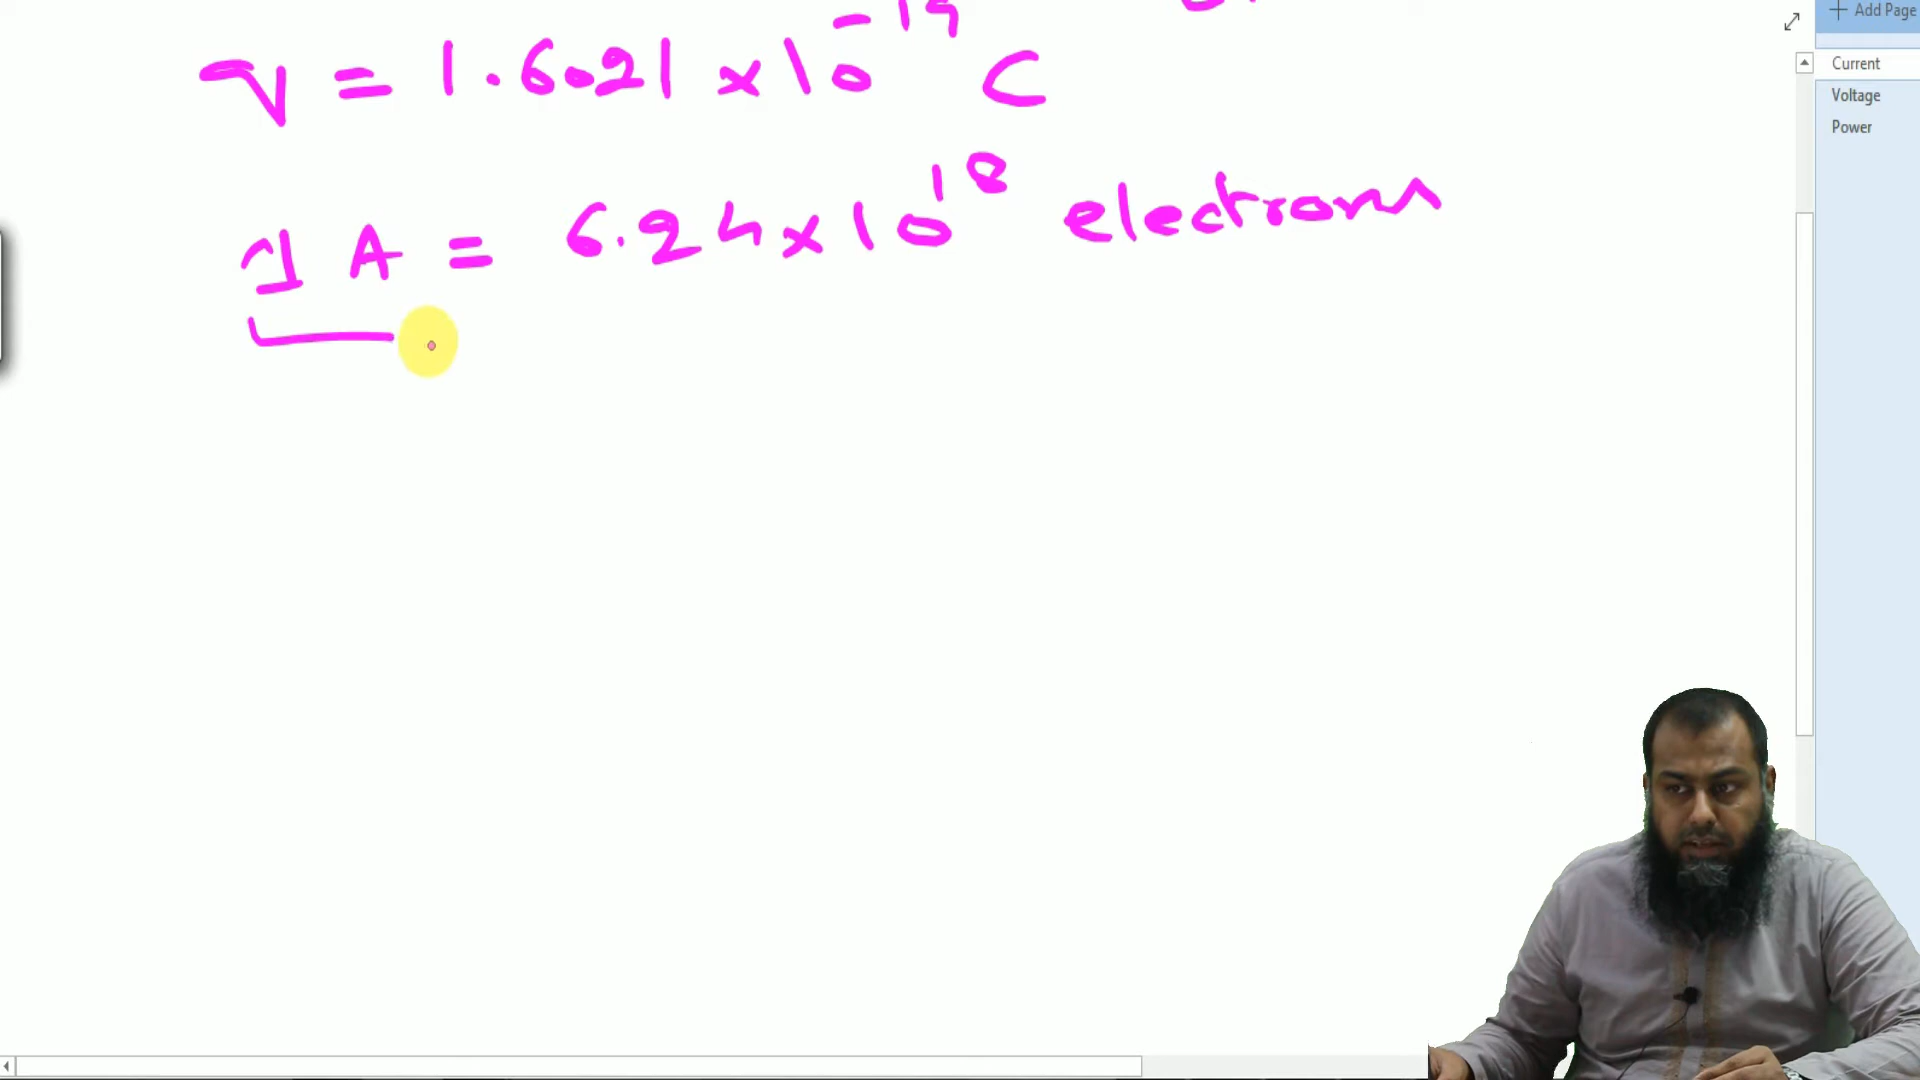 q = 1.6021 x 10^-19 C
1 A = 6.24 x 10^18 electrons
Add Page
Current
Voltage
Power